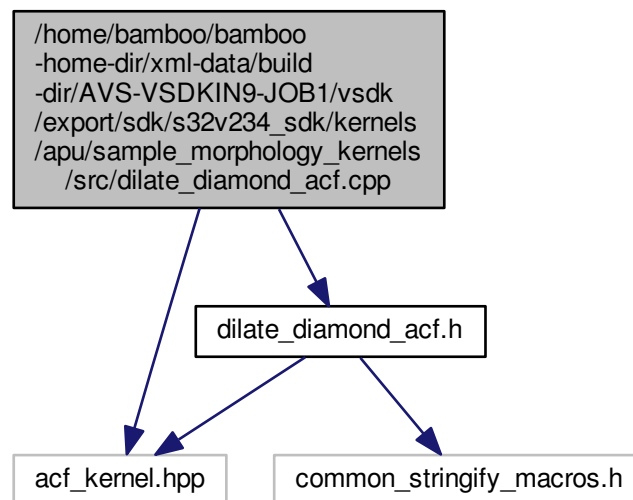 /home/bamboo/bamboo
-home-dir/xml-data/build
-dir/AVS-VSDKIN9-JOB1/vsdk
/export/sdk/s32v234_sdk/kernels
/apu/sample_morphology_kernels
/src/dilate_diamond_acf.cpp
dilate_diamond_acf.h
acf_kernel.hpp
common_stringify_macros.h